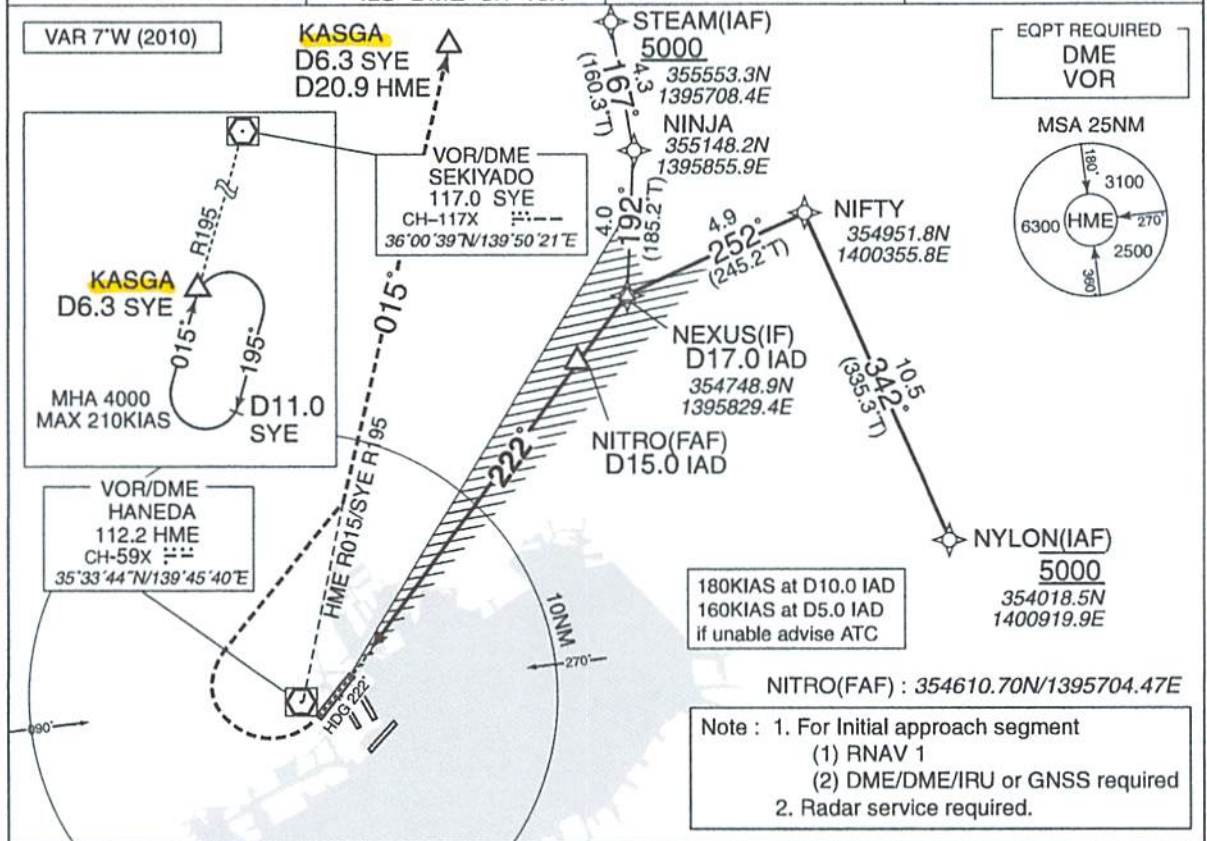 VAR 7°W (2010)
KASGA
D6.3 SYE
D20.9 HME
STEAM(IAF)
5000
355553.3N
1395708.4E
4.3
167°
(160.3°T)
NINJA
355148.2N
1395855.9E
EQPT REQUIRED
DME
VOR
MSA 25NM
180°
3100
6300
HME
270°
2500
360°
R195
KASGA
D6.3 SYE
015°
195°
MHA 4000
MAX 210KIAS
D11.0
SYE
VOR/DME
SEKIYADO
117.0 SYE
CH-117X
36°00'39"N/139°50'21"E
4.0
192°
(185.2°T)
4.9
252°
(245.2°T)
NIFTY
354951.8N
1400355.8E
015°
NEXUS(IF)
D17.0 IAD
354748.9N
1395829.4E
10.5
342°
(335.3°T)
NITRO(FAF)
D15.0 IAD
222°
HME R015/SYE R195
VOR/DME
HANEDA
112.2 HME
CH-59X
35°33'44"N/139°45'40"E
NYLON(IAF)
5000
354018.5N
1400919.9E
180KIAS at D10.0 IAD
160KIAS at D5.0 IAD
if unable advise ATC
10NM
270°
090°
HDG 222°
NITRO(FAF) : 354610.70N/1395704.47E
Note : 1. For Initial approach segment
(1) RNAV 1
(2) DME/DME/IRU or GNSS required
2. Radar service required.